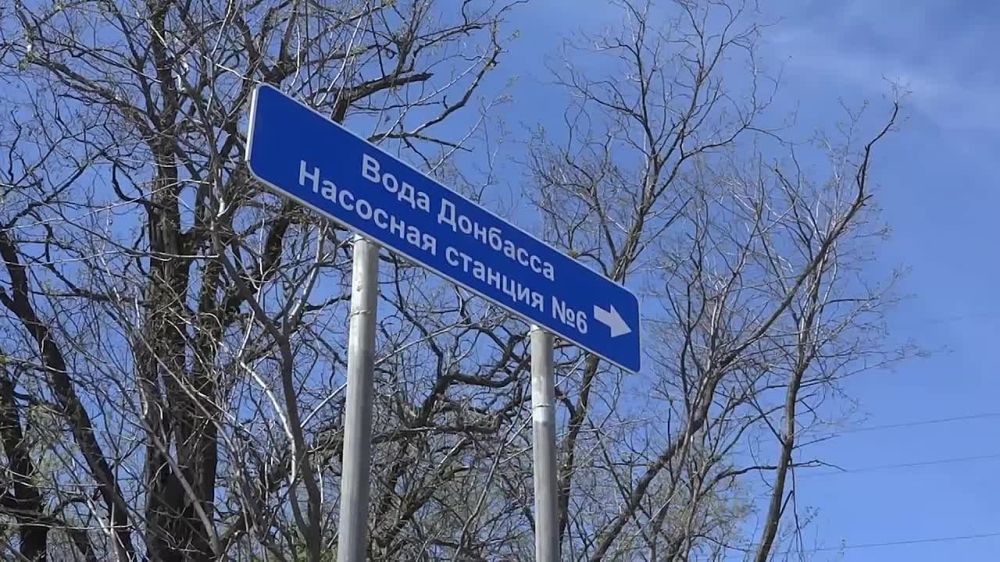 Вода Донбасса
Насосная станция №6